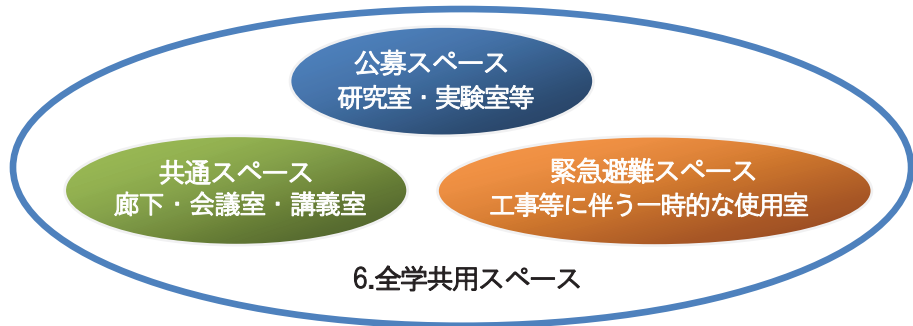 公募スペース
研究室・実験室等
共通スペース
廊下・会議室・講義室
緊急避難スペース
工事等に伴う一時的な使用室
6.全学共用スペース